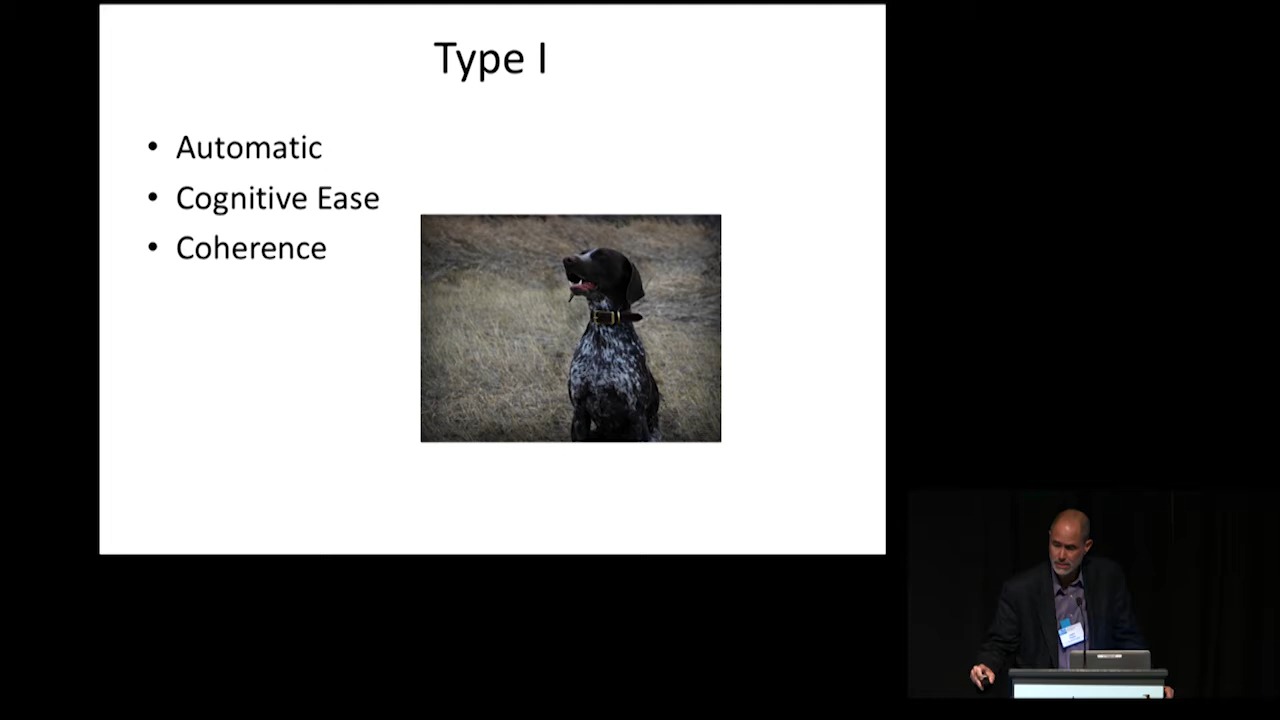 Type I
• Automatic
• Cognitive Ease
• Coherence